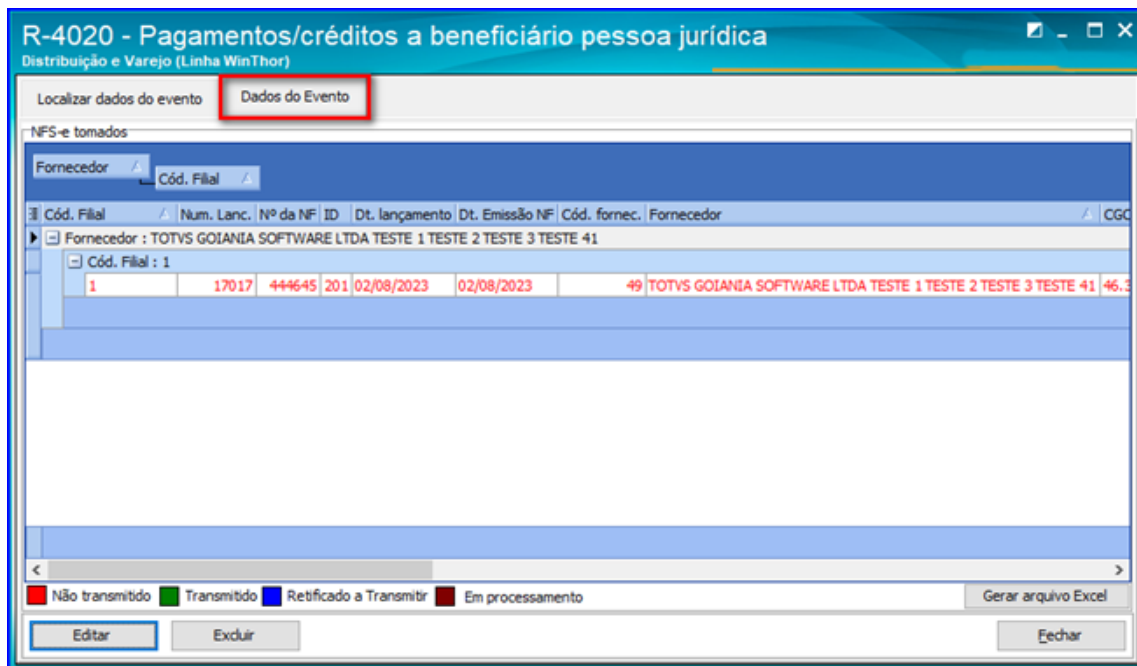 R-4020 - Pagamentos/créditos a beneficiário pessoa jurídica
Distribuição e Varejo (Linha WinThor)
Localizar dados do evento Dados do Evento
NFS-e tomados
Fornecedor
Cód. Filial
Cód. Filial Num. Lanc. Nº da NF ID Dt. lançamento Dt. Emissão NF Cód. fornec. Fornecedor CGC
Fornecedor : TOTVS GOIANIA SOFTWARE LTDA TESTE 1 TESTE 2 TESTE 3 TESTE 41
Cód. Filial : 1
1 17017 444645 201 02/08/2023 02/08/2023 49 TOTVS GOIANIA SOFTWARE LTDA TESTE 1 TESTE 2 TESTE 3 TESTE 41 46.3
Não transmitido Transmitido Retificado a Transmitir Em processamento Gerar arquivo Excel
Editar Excluir Fechar